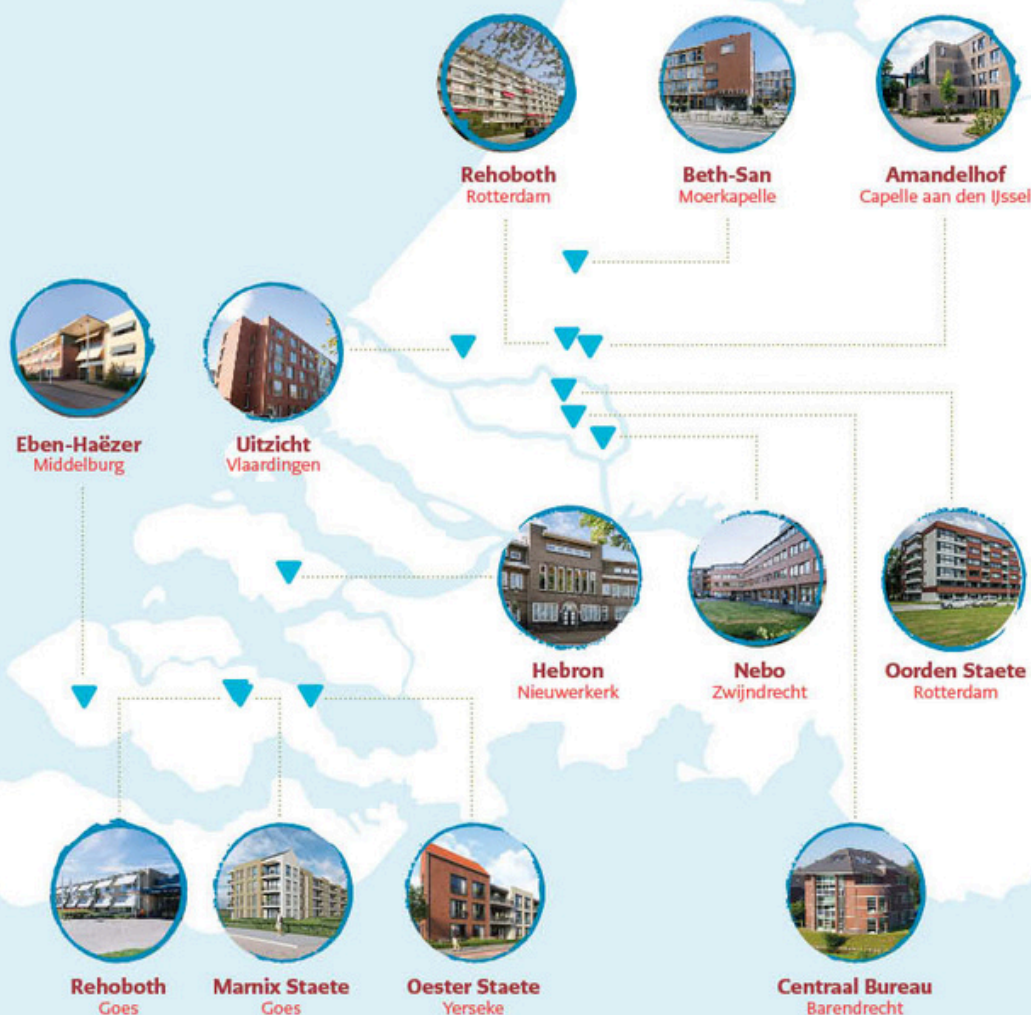 Rehoboth
Rotterdam
Beth-San
Moerkapelle
Amandelhof
Capelle aan den IJssel
Eben-Haëzer
Middelburg
Uitzicht
Vlaardingen
Hebron
Nieuwerkerk
Nebo
Zwijndrecht
Oorden Staete
Rotterdam
Rehoboth
Goes
Marnix Staete
Goes
Oester Staete
Yerseke
Centraal Bureau
Barendrecht